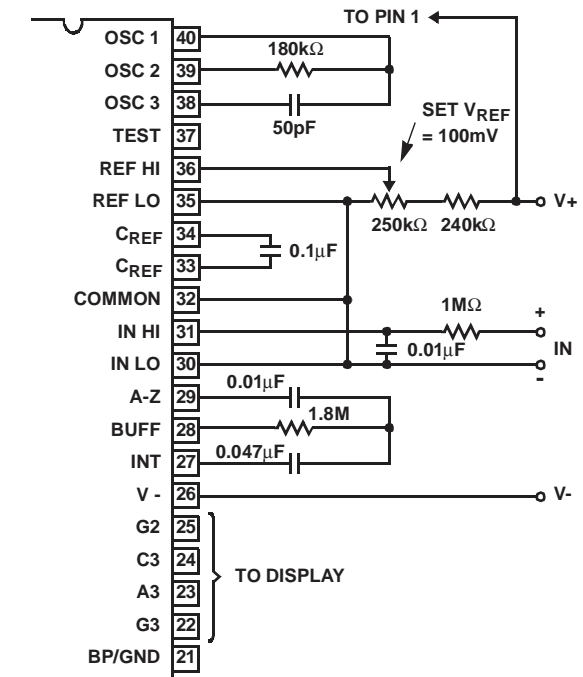 TO PIN 1
OSC 1 40
180kΩ
OSC 2 39
OSC 3 38
50pF
SET VREF
= 100mV
TEST 37
REF HI 36
REF LO 35
V+
250kΩ 240kΩ
CREF 34
0.1µF
CREF 33
COMMON 32
1MΩ
+
IN HI 31
0.01µF
IN
IN LO 30
-
0.01µF
A-Z 29
1.8M
BUFF 28
0.047µF
INT 27
V - 26
V-
G2 25
C3 24
TO DISPLAY
A3 23
G3 22
BP/GND 21